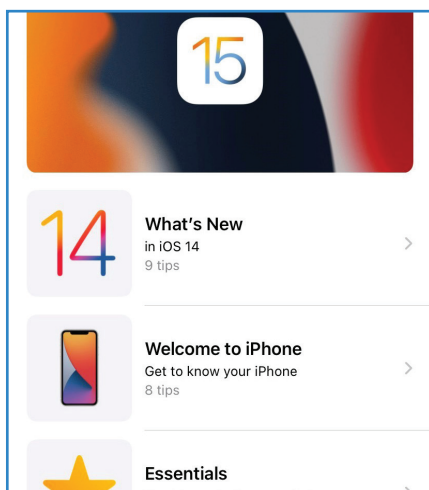 15
14
What's New
in iOS 14
9 tips
Welcome to iPhone
Get to know your iPhone
8 tips
Essentials